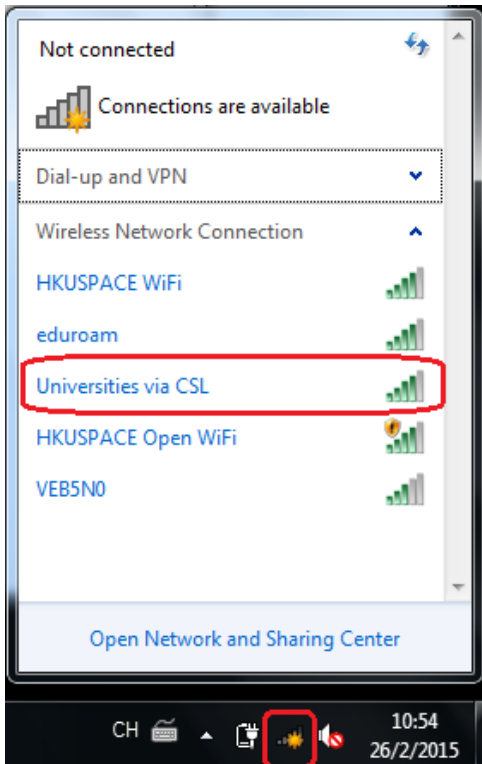 Not connected
Connections are available
Dial-up and VPN
Wireless Network Connection
HKUSPACE WiFi
eduroam
Universities via CSL
HKUSPACE Open WiFi
VEB5N0
Open Network and Sharing Center
CH
10:54
26/2/2015